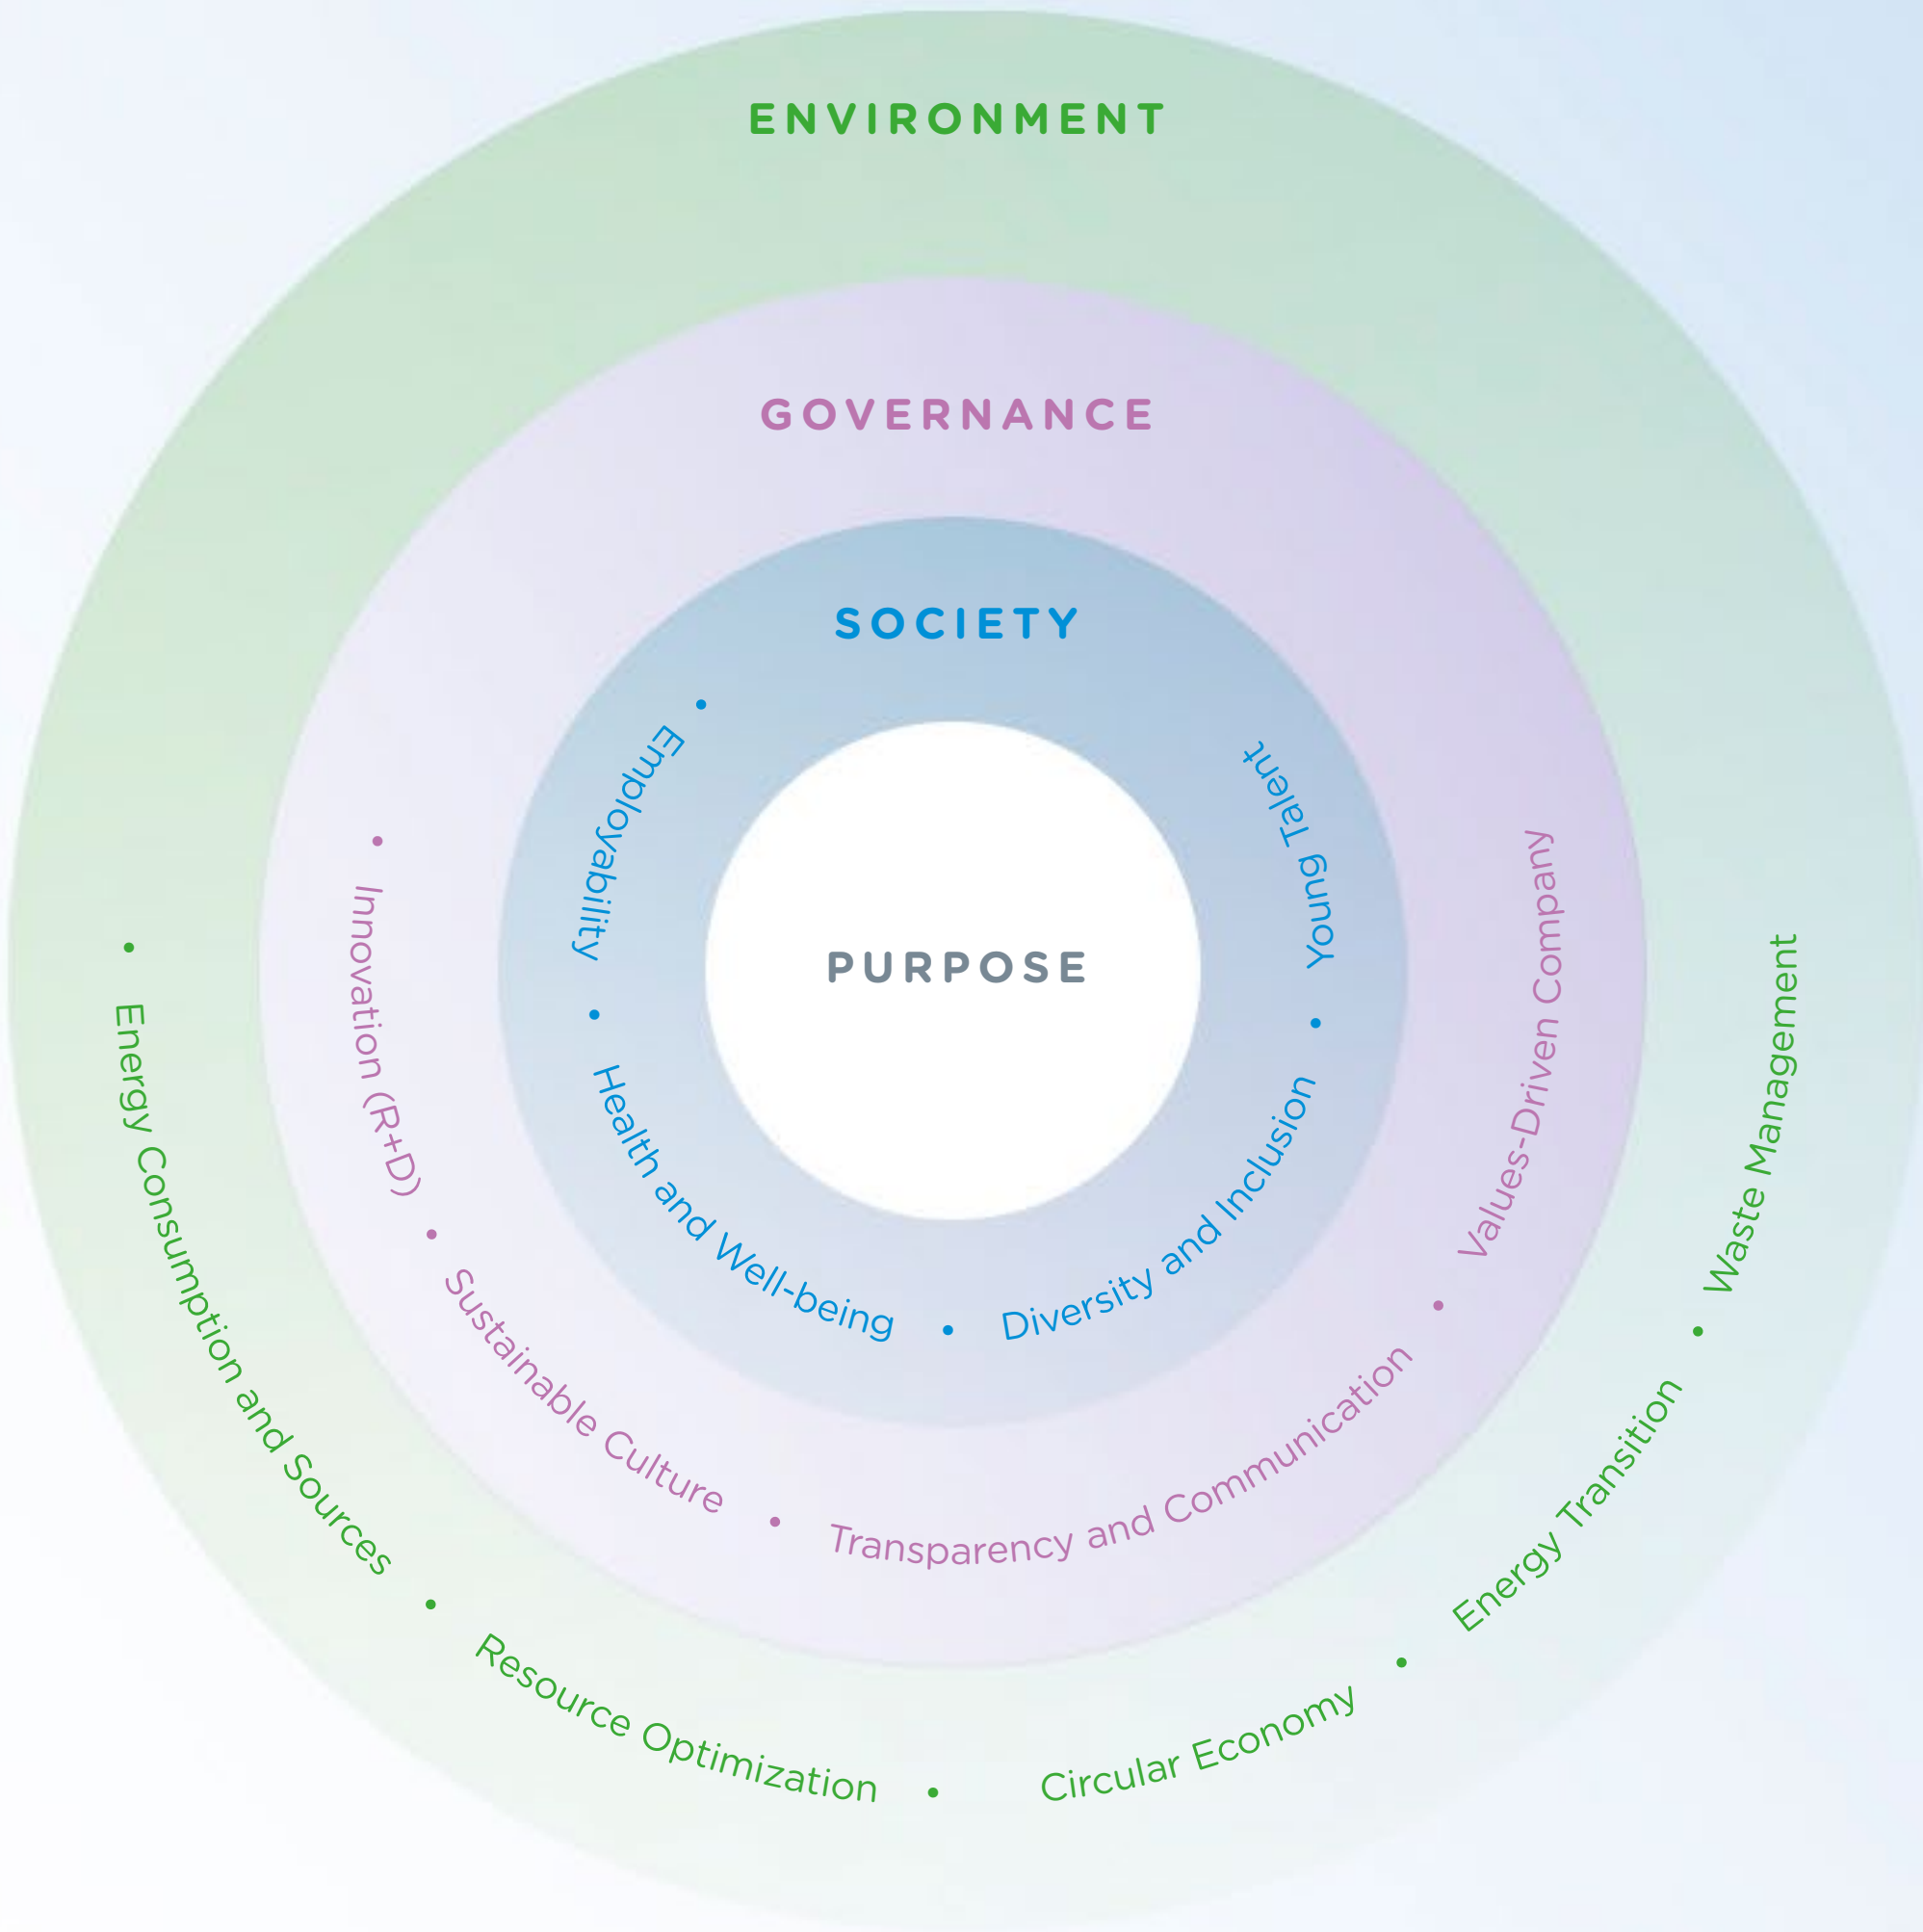 ENVIRONMENT
GOVERNANCE
SOCIETY
PURPOSE
• Employability • Health and Well-being • Diversity and Inclusion • Young Talent
• Innovation (R+D) • Sustainable Culture • Transparency and Communication • Values-Driven Company
• Energy Consumption and Sources • Resource Optimization • Circular Economy • Energy Transition • Waste Management